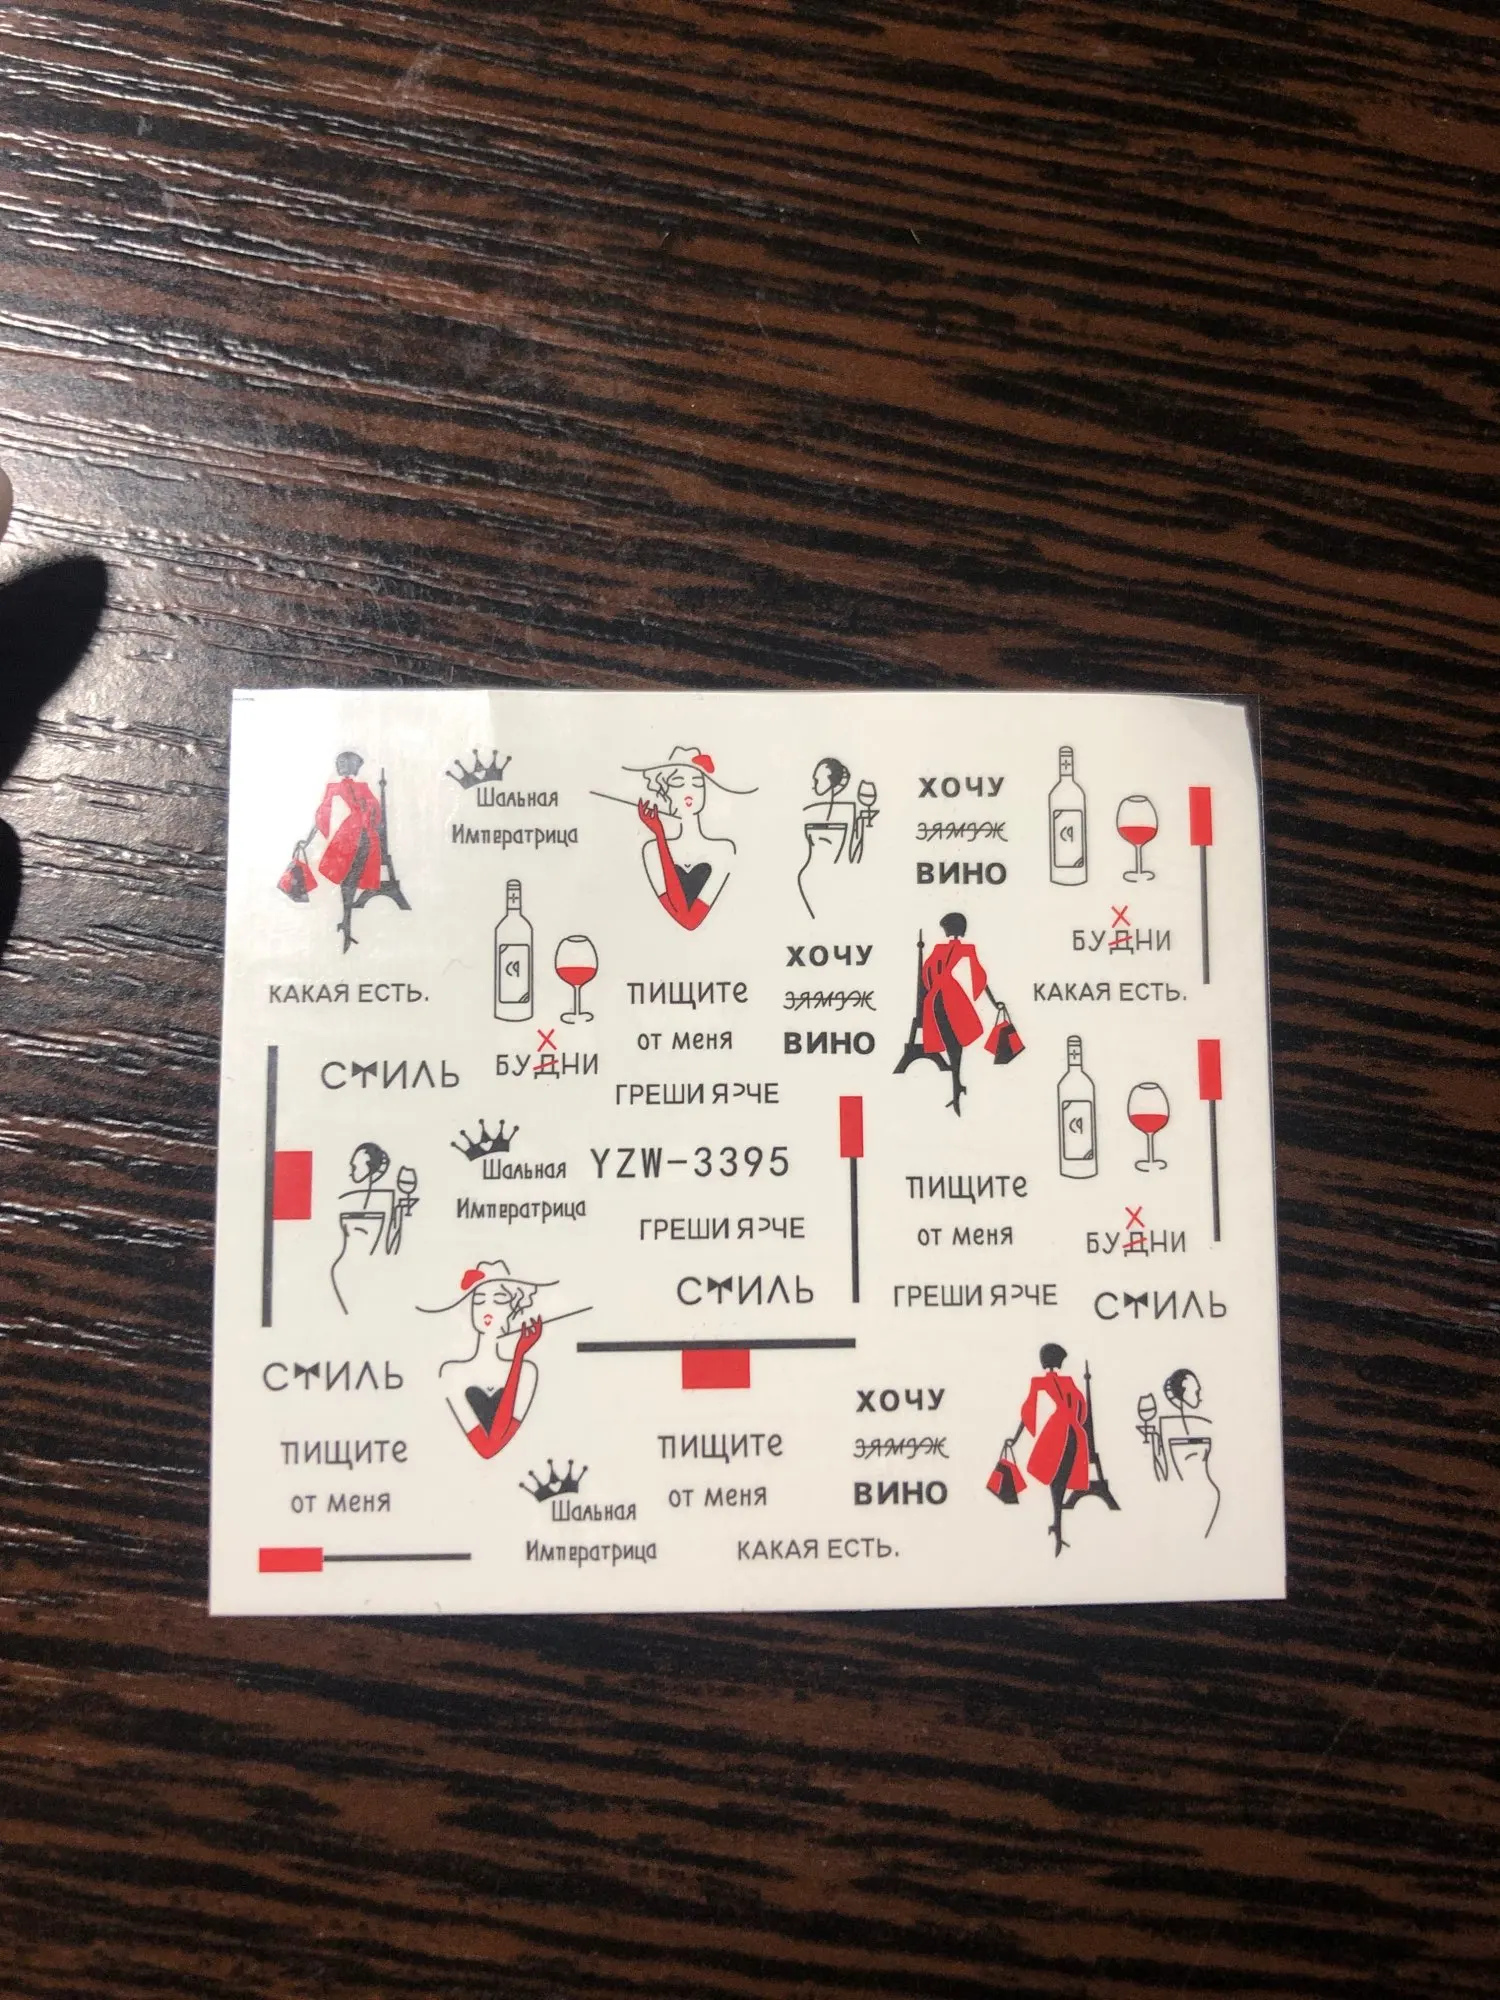 Шальная
Императрица
ХОЧУ
ЗАМУЖ
ВИНО
Х
БУДНИ
КАКАЯ ЕСТЬ.
ПИЩИТЕ
от меня
ХОЧУ
ЗАМУЖ
ВИНО
КАКАЯ ЕСТЬ.
СТИЛЬ
Х
БУДНИ
ГРЕШИ ЯРЧЕ
Шальная
Императрица
YZW-3395
ГРЕШИ ЯРЧЕ
СТИЛЬ
ПИЩИТЕ
от меня
Х
БУДНИ
ГРЕШИ ЯРЧЕ
СТИЛЬ
СТИЛЬ
ПИЩИТЕ
от меня
Шальная
Императрица
ПИЩИТЕ
от меня
КАКАЯ ЕСТЬ.
ХОЧУ
ЗАМУЖ
ВИНО